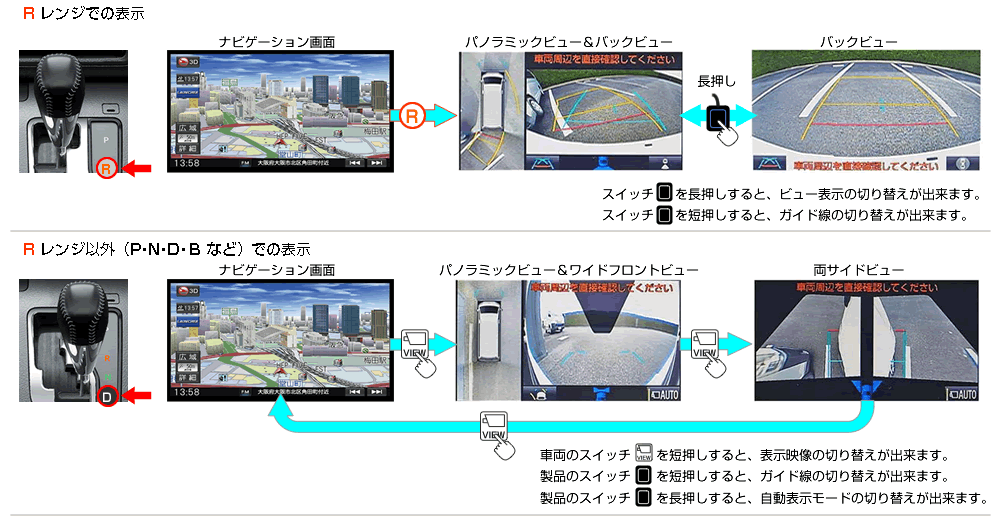 R レンジでの表示
ナビゲーション画面
パノラミックビュー&バックビュー
バックビュー
3D
13:57
広域
50m
詳細
梅田駅
13:58
FM
大阪府大阪市北区角田町付近
P
R
R
車両周辺を直接確認してください
長押し
車両周辺を直接確認してください
スイッチ を長押しすると、ビュー表示の切り替えが出来ます。
スイッチ を短押しすると、ガイド線の切り替えが出来ます。
R レンジ以外(P･N･D･B など)での表示
ナビゲーション画面
パノラミックビュー&ワイドフロントビュー
両サイドビュー
3D
13:57
広域
50m
詳細
梅田駅
13:58
FM
大阪府大阪市北区角田町付近
D
VIEW
車両周辺を直接確認してください
AUTO
VIEW
車両周辺を直接確認してください
AUTO
VIEW
車両のスイッチ VIEW を短押しすると、表示映像の切り替えが出来ます。
製品のスイッチ を短押しすると、ガイド線の切り替えが出来ます。
製品のスイッチ を長押しすると、自動表示モードの切り替えが出来ます。